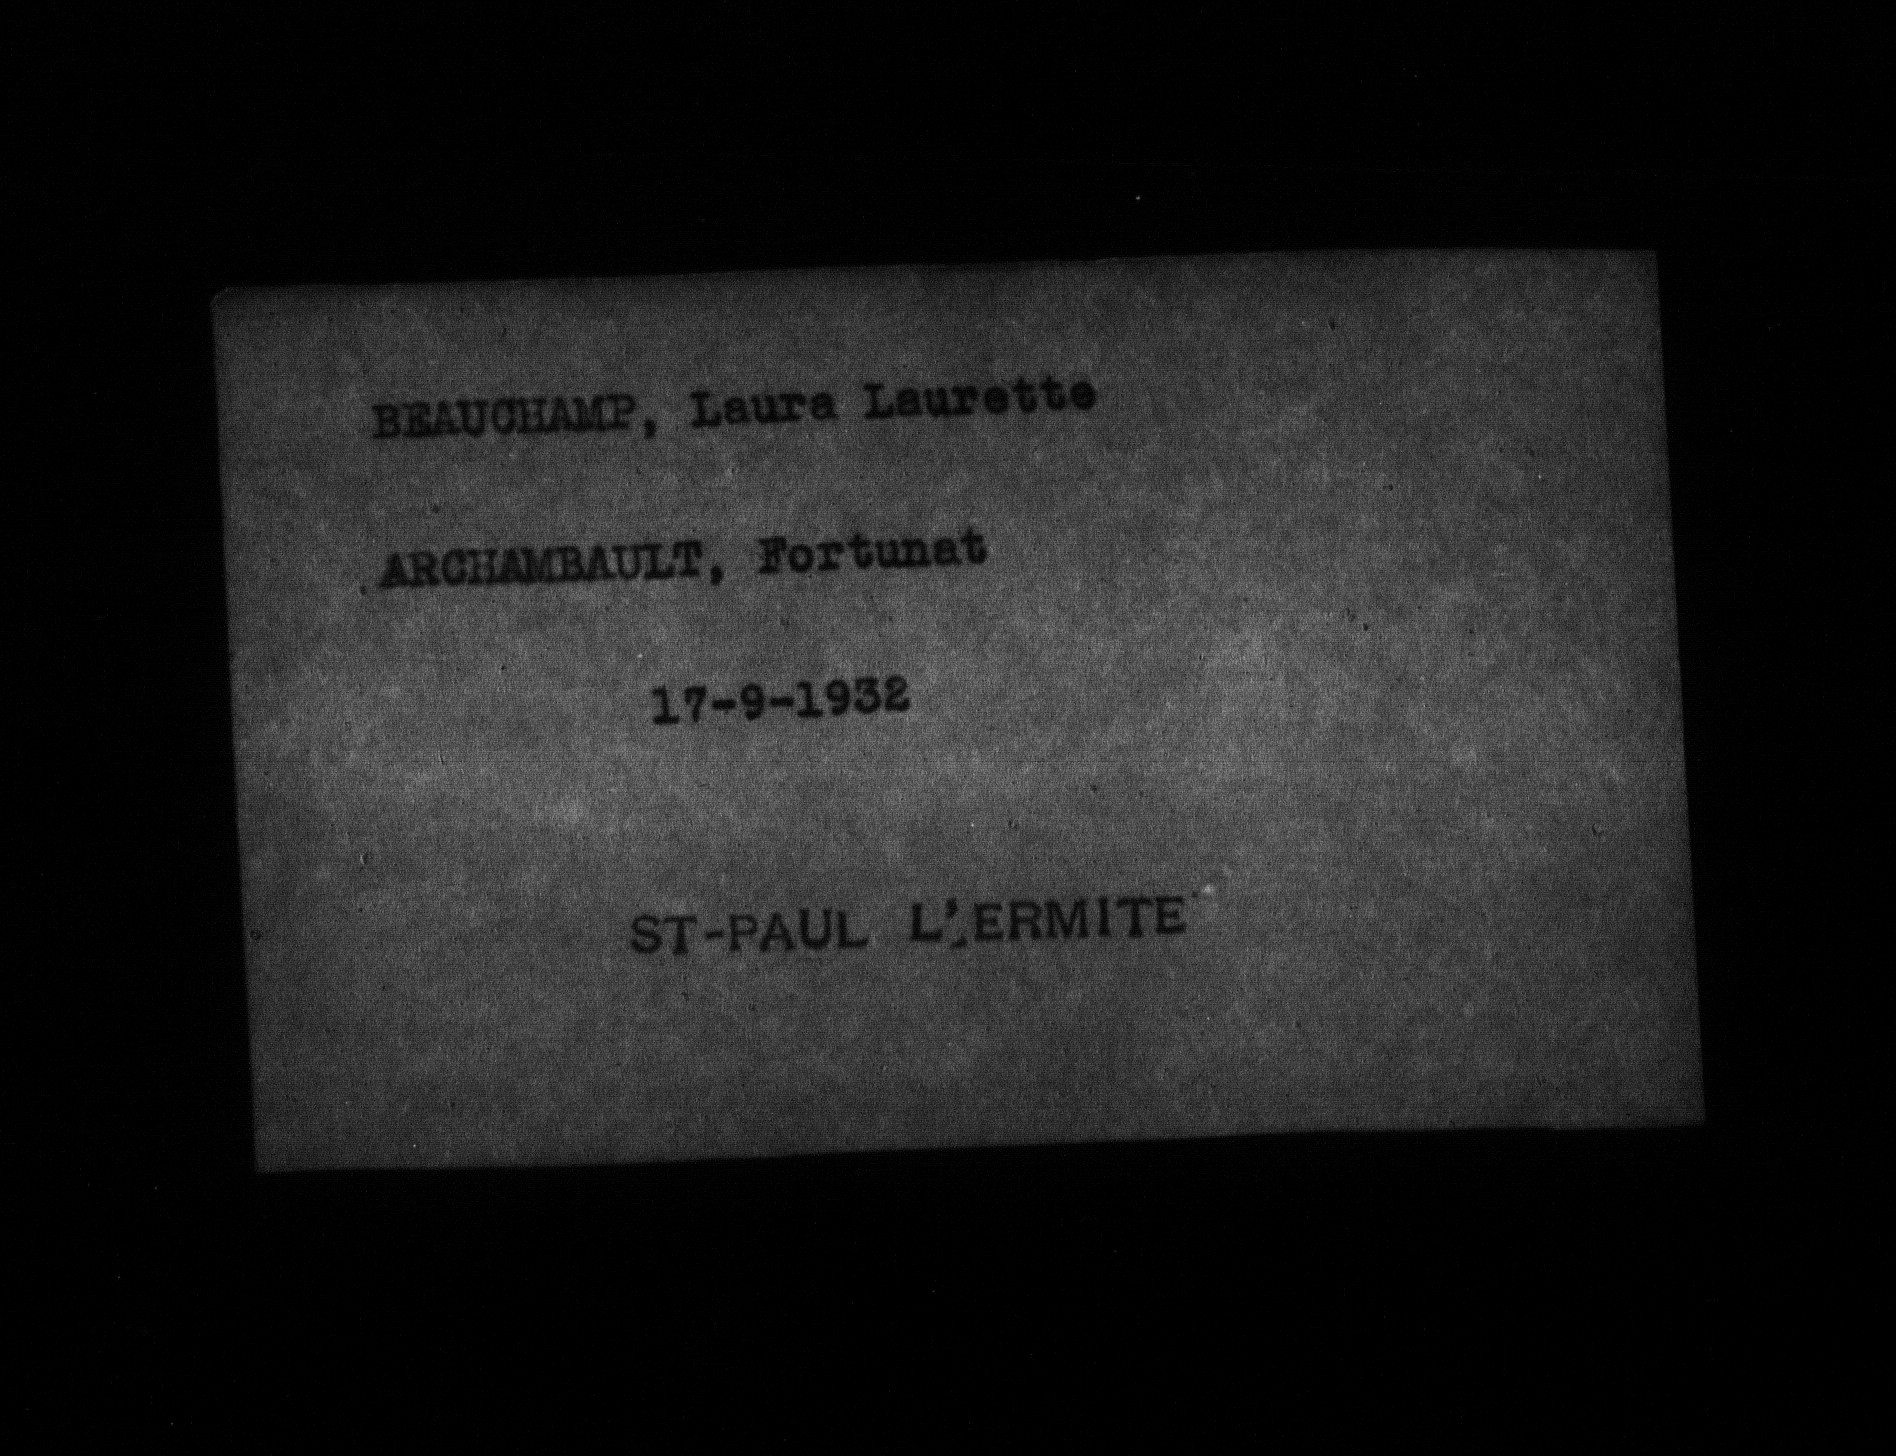 BEAUCHAMP, Laura Laurette
ARCHAMBAULT, Fortunat
17-9-1932
ST-PAUL L'ERMITE